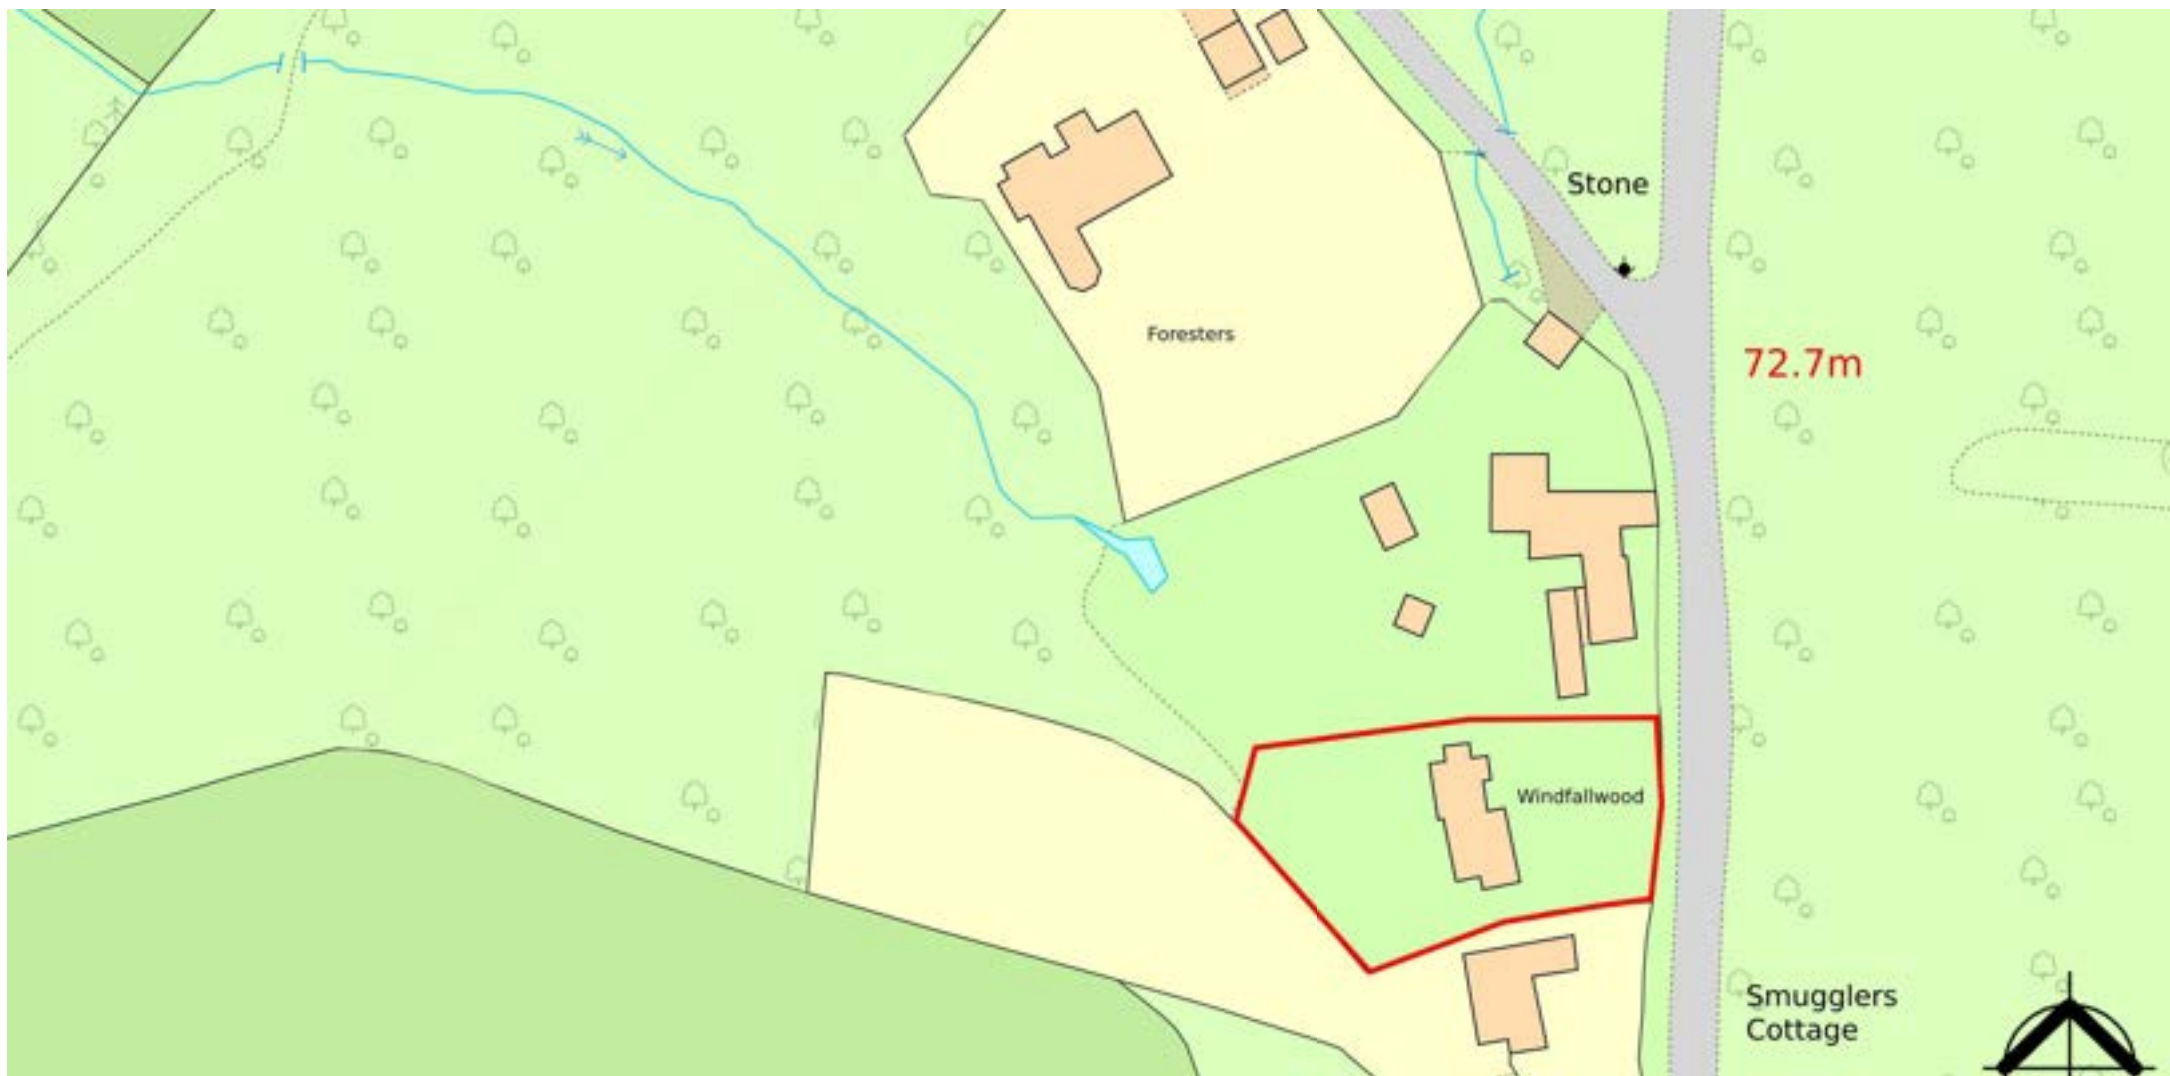 Stone
Foresters
72.7m
Windfallwood
Smugglers
Cottage